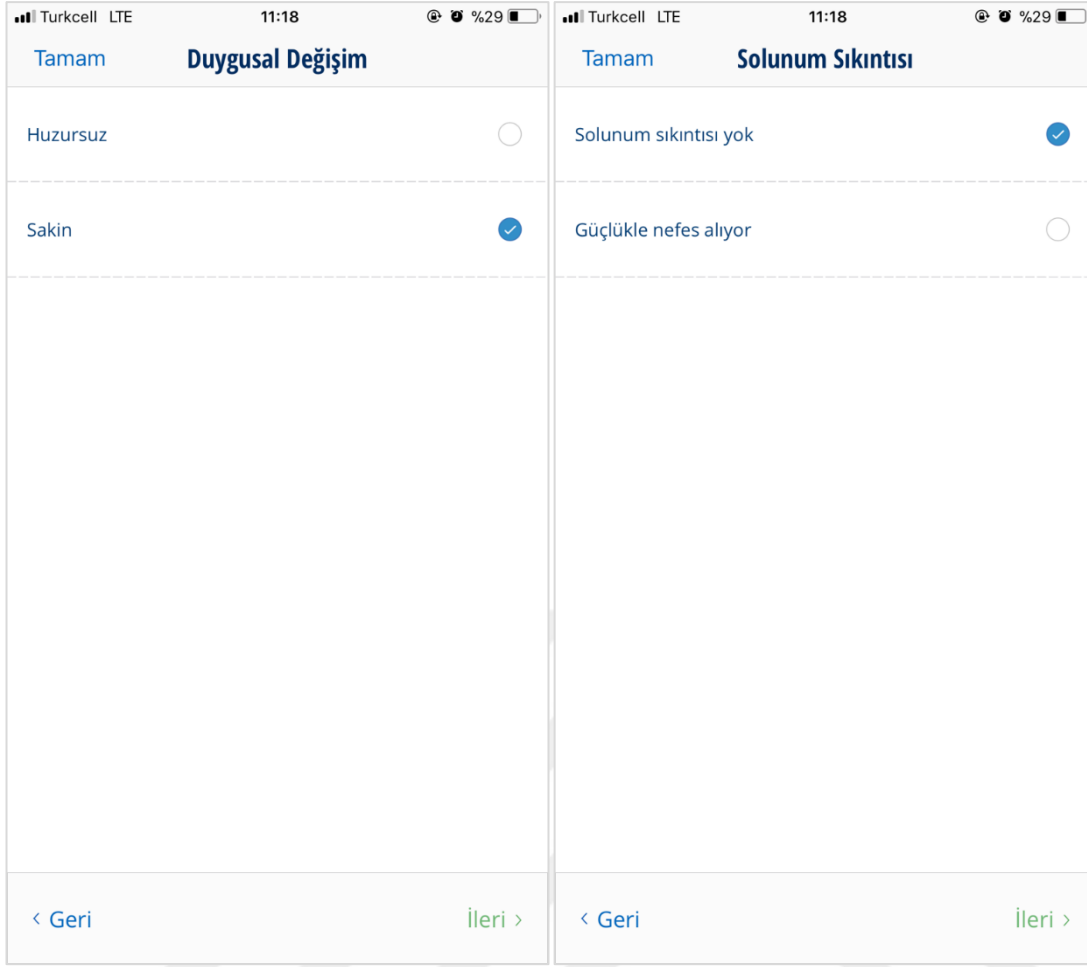 Turkcell LTE 11:18 %29
Tamam Duygusal Değişim
Huzursuz
Sakin
< Geri İleri >
Turkcell LTE 11:18 %29
Tamam Solunum Sıkıntısı
Solunum sıkıntısı yok
Güçlükle nefes alıyor
< Geri İleri >